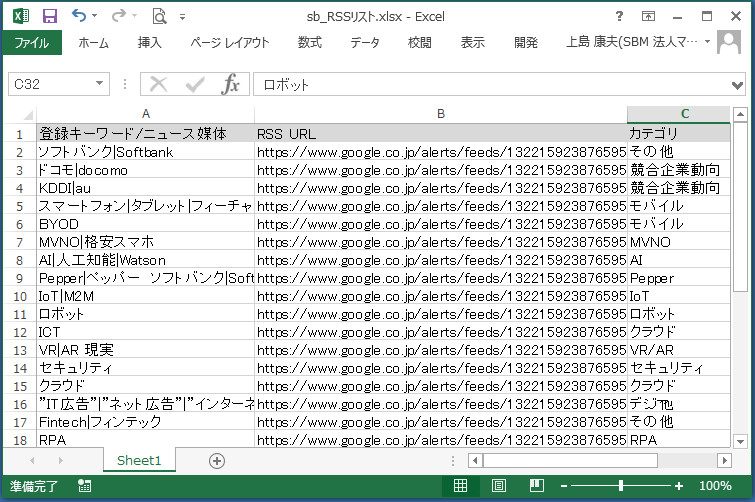 sb_RSSリスト.xlsx - Excel
ファイル ホーム 挿入 ページ レイアウト 数式 データ 校閲 表示 開発 上島 康夫(SBM 法人マ...
C32 fx ロボット
A B C
1 登録キーワード/ニュース媒体 RSS URL カテゴリ
2 ソフトバンク|Softbank https://www.google.co.jp/alerts/feeds/132215923876595 その他
3 ドコモ|docomo https://www.google.co.jp/alerts/feeds/132215923876595 競合企業動向
4 KDDI|au https://www.google.co.jp/alerts/feeds/132215923876595 競合企業動向
5 スマートフォン|タブレット|フィーチャ https://www.google.co.jp/alerts/feeds/132215923876595 モバイル
6 BYOD https://www.google.co.jp/alerts/feeds/132215923876595 モバイル
7 MVNO|格安スマホ https://www.google.co.jp/alerts/feeds/132215923876595 MVNO
8 AI|人工知能|Watson https://www.google.co.jp/alerts/feeds/132215923876595 AI
9 Pepper|ペッパー ソフトバンク|Soft https://www.google.co.jp/alerts/feeds/132215923876595 Pepper
10 IoT|M2M https://www.google.co.jp/alerts/feeds/132215923876595 IoT
11 ロボット https://www.google.co.jp/alerts/feeds/132215923876595 ロボット
12 ICT https://www.google.co.jp/alerts/feeds/132215923876595 クラウド
13 VR|AR 現実 https://www.google.co.jp/alerts/feeds/132215923876595 VR/AR
14 セキュリティ https://www.google.co.jp/alerts/feeds/132215923876595 セキュリティ
15 クラウド https://www.google.co.jp/alerts/feeds/132215923876595 クラウド
16 "IT広告"|"ネット広告"|"インターネ https://www.google.co.jp/alerts/feeds/132215923876595
17 Fintech|フィンテック https://www.google.co.jp/alerts/feeds/132215923876595 その他
18 RPA https://www.google.co.jp/alerts/feeds/132215923876595 RPA
Sheet1
準備完了 100%